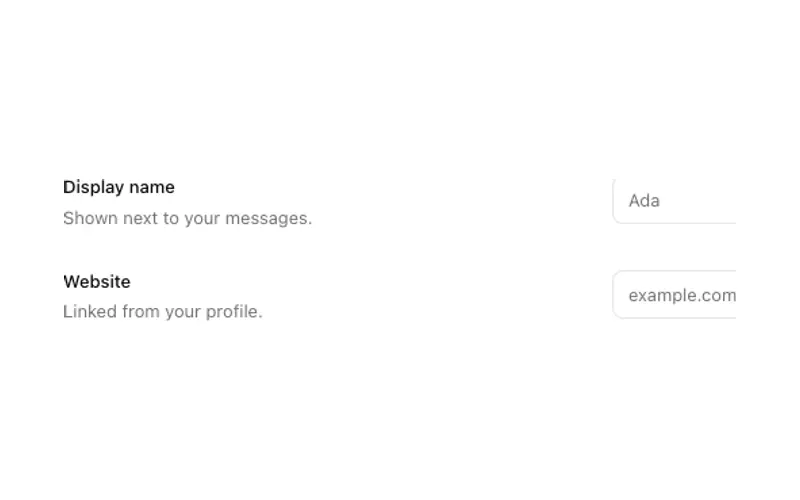 Display name
Shown next to your messages.
Ada
Website
Linked from your profile.
example.com